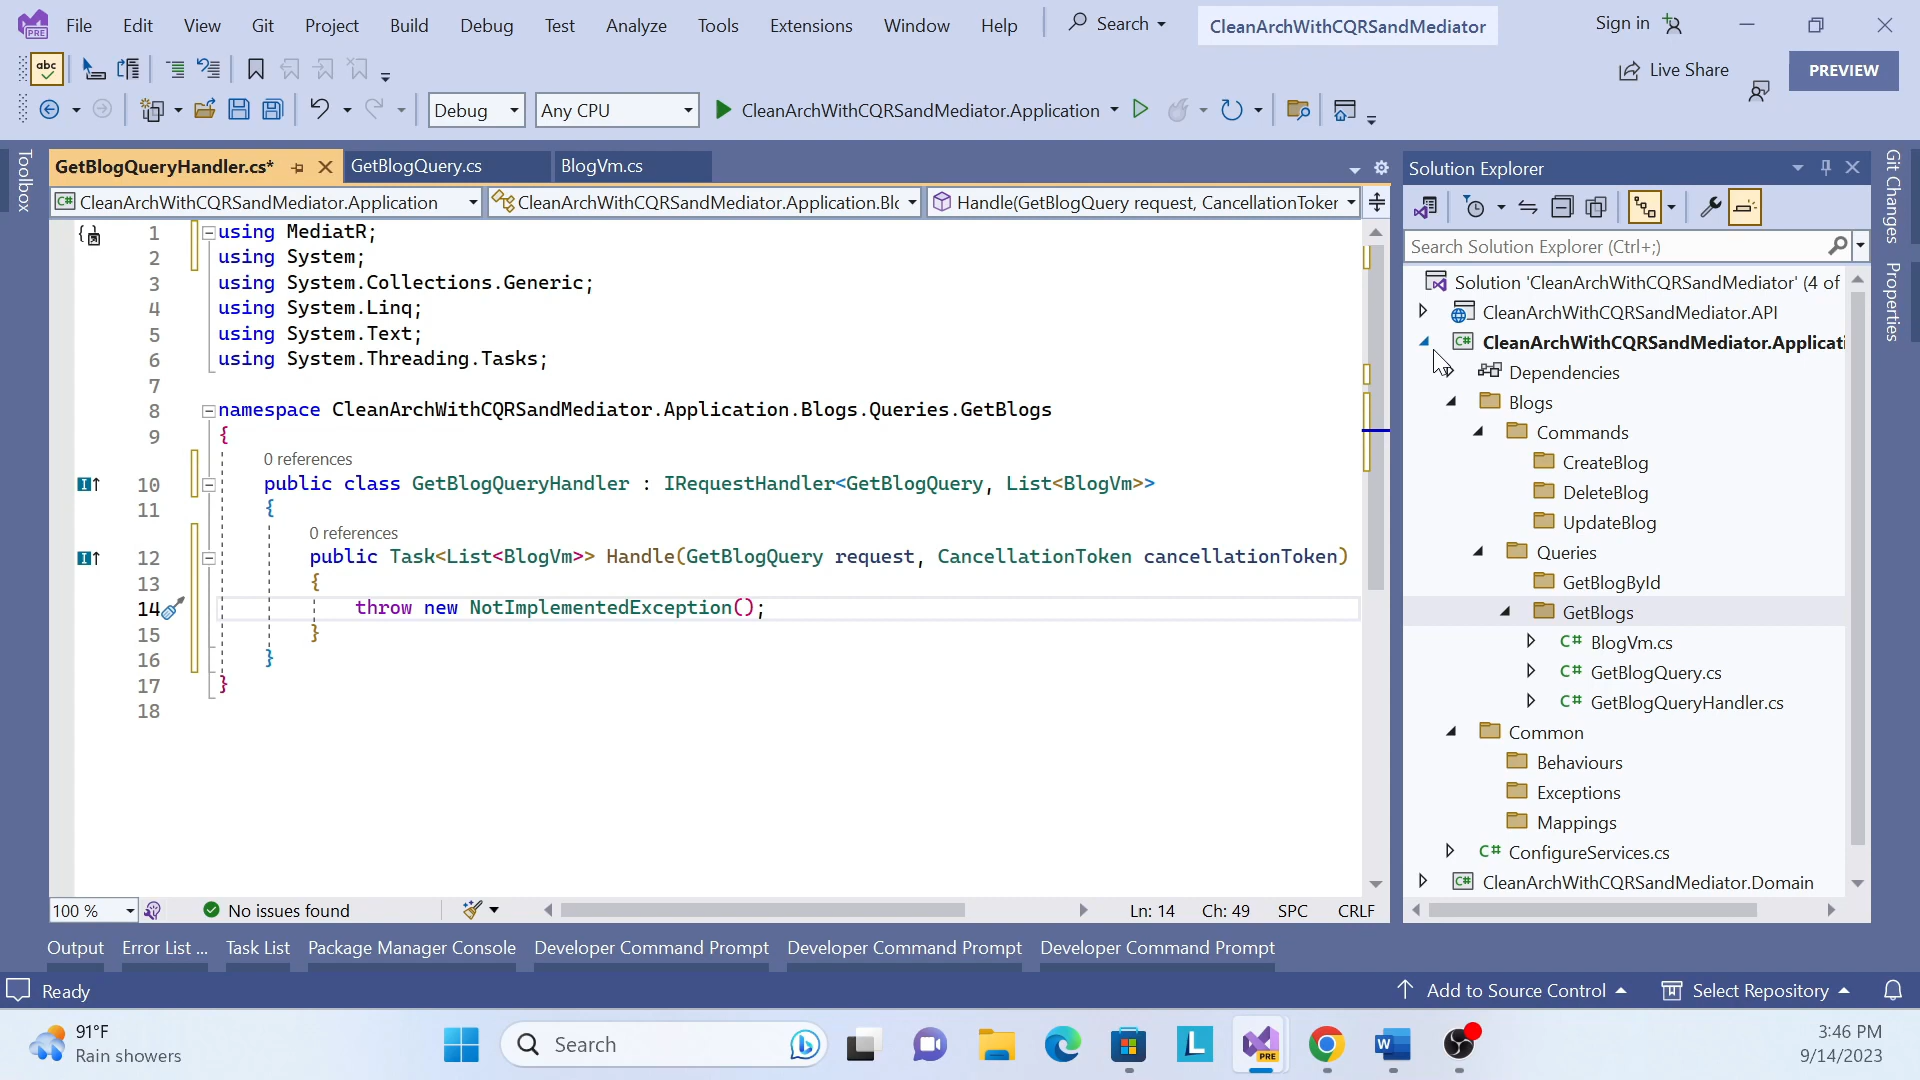 File Edit View Git Project Build Debug Test Analyze Tools Extensions Window Help Search CleanArchWithCQRSandMediator Sign in
PRE
abc
Live Share PREVIEW
Debug Any CPU CleanArchWithCQRSandMediator.Application
Toolbox
GetBlogQueryHandler.cs* GetBlogQuery.cs BlogVm.cs
C# CleanArchWithCQRSandMediator.Application CleanArchWithCQRSandMediator.Application.Blo Handle(GetBlogQuery request, CancellationToken
1 using MediatR;
2 using System;
3 using System.Collections.Generic;
4 using System.Linq;
5 using System.Text;
6 using System.Threading.Tasks;
7
8 namespace CleanArchWithCQRSandMediator.Application.Blogs.Queries.GetBlogs
9 {
0 references
10 public class GetBlogQueryHandler : IRequestHandler<GetBlogQuery, List<BlogVm>>
11 {
0 references
12 public Task<List<BlogVm>> Handle(GetBlogQuery request, CancellationToken cancellationToken)
13 {
14 throw new NotImplementedException();
15 }
16 }
17 }
18
100 % No issues found Ln: 14 Ch: 49 SPC CRLF
Solution Explorer
Search Solution Explorer (Ctrl+;)
Solution 'CleanArchWithCQRSandMediator' (4 of
CleanArchWithCQRSandMediator.API
C# CleanArchWithCQRSandMediator.Applicati
Dependencies
Blogs
Commands
CreateBlog
DeleteBlog
UpdateBlog
Queries
GetBlogById
GetBlogs
C# BlogVm.cs
C# GetBlogQuery.cs
C# GetBlogQueryHandler.cs
Common
Behaviours
Exceptions
Mappings
C# ConfigureServices.cs
C# CleanArchWithCQRSandMediator.Domain
Git Changes
Properties
Output Error List ... Task List Package Manager Console Developer Command Prompt Developer Command Prompt Developer Command Prompt
Ready Add to Source Control Select Repository
91°F
Rain showers
Search
L
PRE
W
3:46 PM
9/14/2023